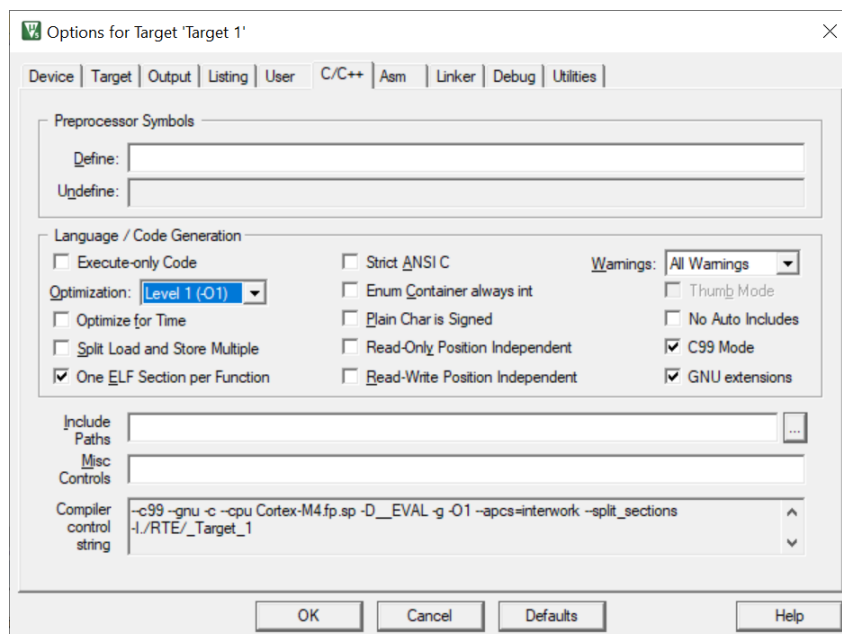 Options for Target 'Target 1'
Device Target Output Listing User C/C++ Asm Linker Debug Utilities
Preprocessor Symbols
Define:
Undefine:
Language / Code Generation
Execute-only Code
Strict ANSI C
Warnings: All Warnings
Optimization: Level 1 (-O1)
Enum Container always int
Thumb Mode
Optimize for Time
Plain Char is Signed
No Auto Includes
Split Load and Store Multiple
Read-Only Position Independent
C99 Mode
One ELF Section per Function
Read-Write Position Independent
GNU extensions
Include
Paths
...
Misc
Controls
Compiler
control
string
--c99 --gnu -c --cpu Cortex-M4.fp.sp -D__EVAL -g -O1 --apcs=interwork --split_sections
-I./RTE/_Target_1
OK Cancel Defaults Help